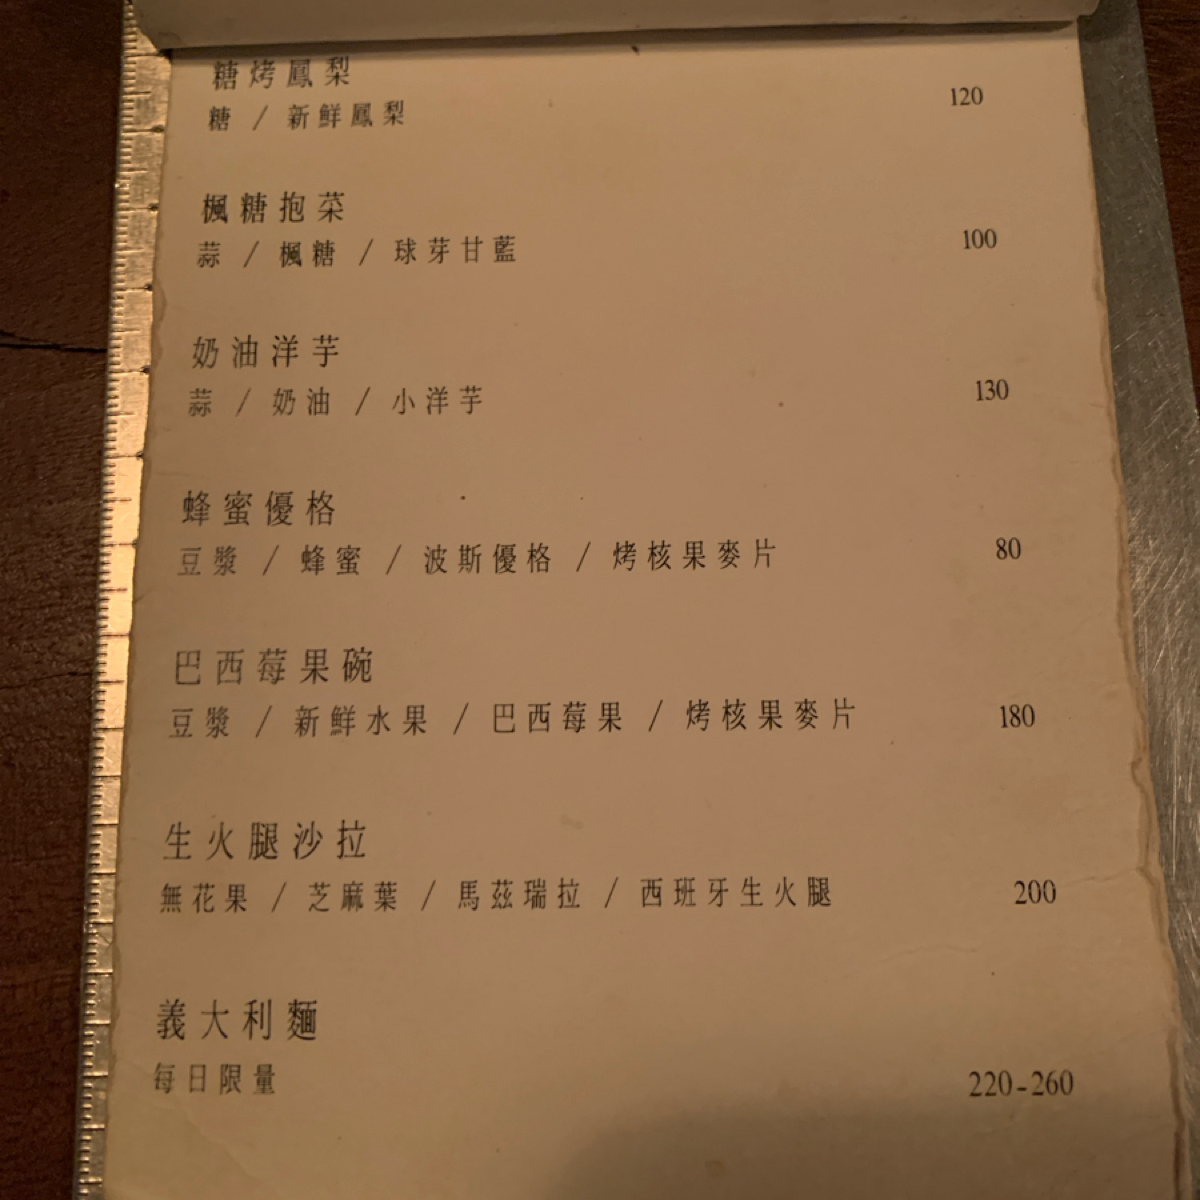 糖烤鳳梨
糖 / 新鮮鳳梨 120
楓糖抱菜
蒜 / 楓糖 / 球芽甘藍 100
奶油洋芋
蒜 / 奶油 / 小洋芋 130
蜂蜜優格
豆漿 / 蜂蜜 / 波斯優格 / 烤核果麥片 80
巴西莓果碗
豆漿 / 新鮮水果 / 巴西莓果 / 烤核果麥片 180
生火腿沙拉
無花果 / 芝麻葉 / 馬茲瑞拉 / 西班牙生火腿 200
義大利麵
每日限量 220-260